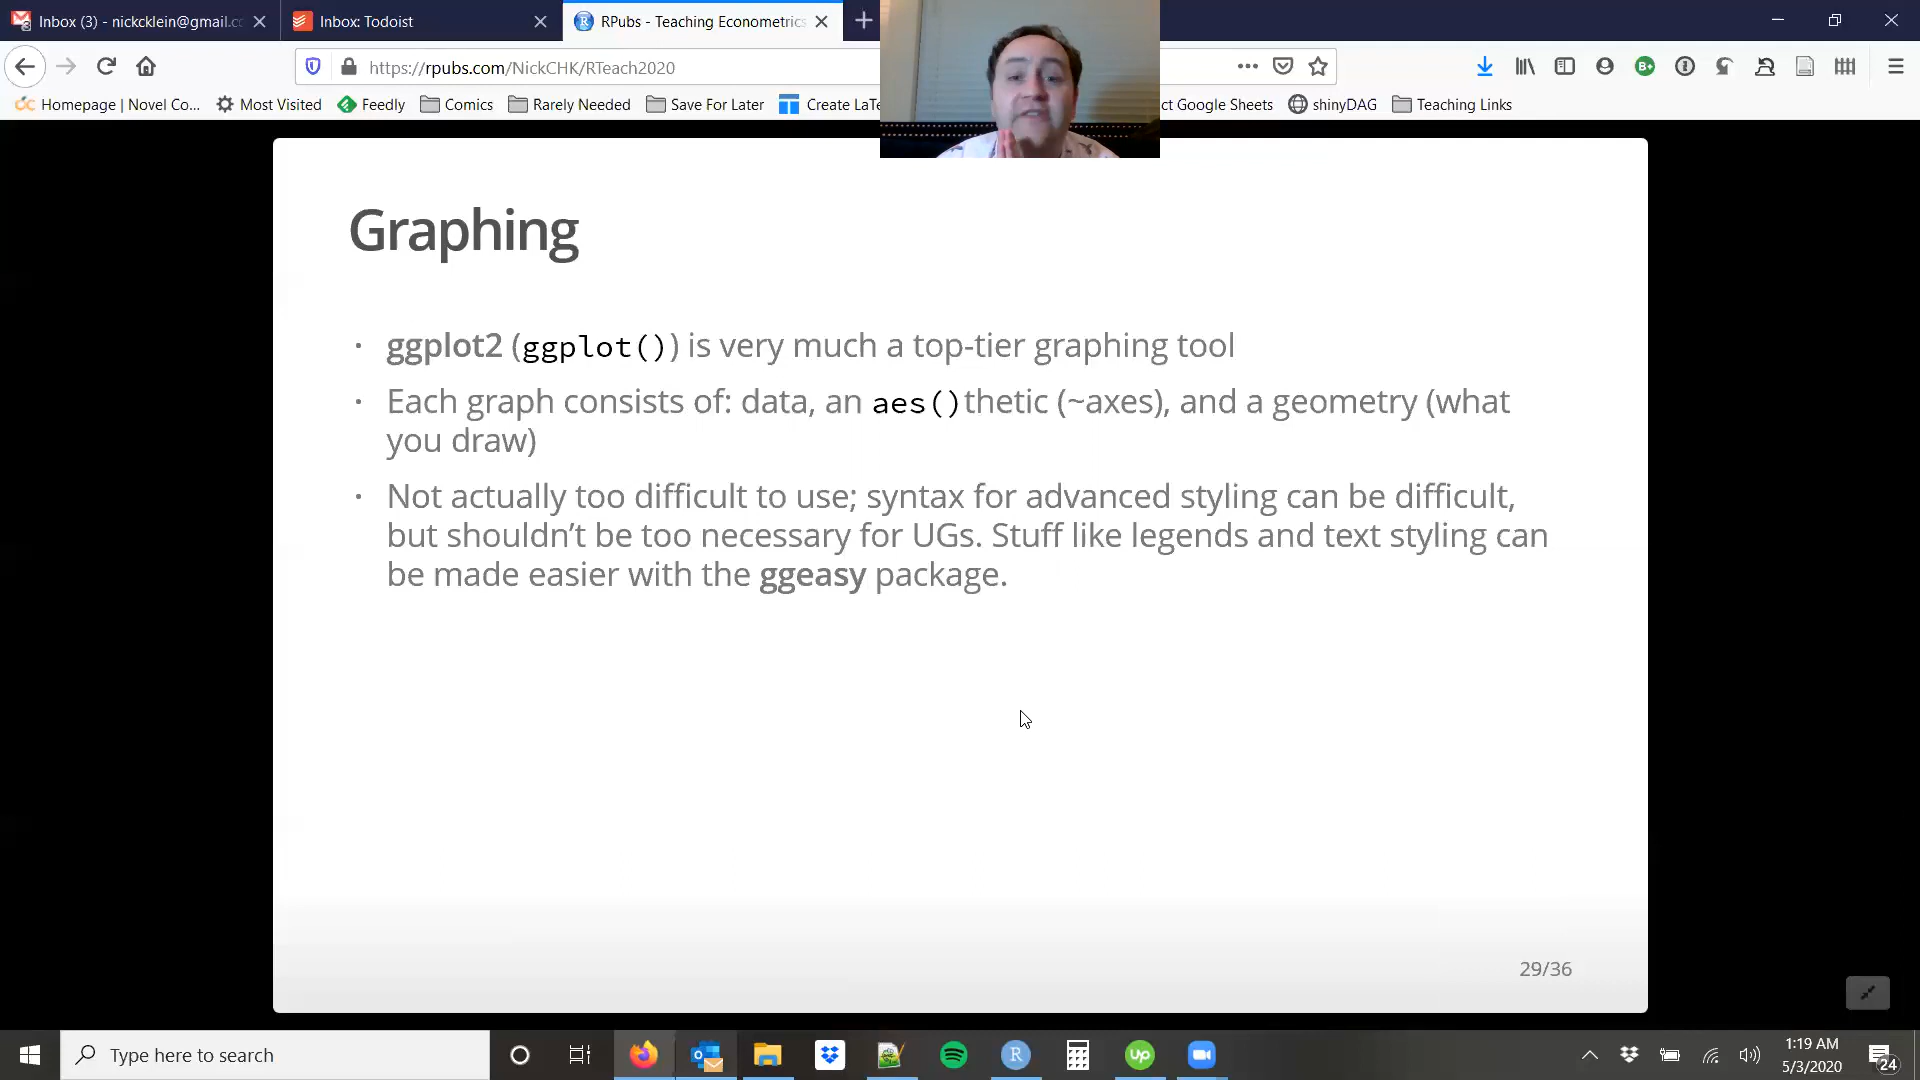 Inbox (3) - nickcklein@gmail.c
Inbox: Todoist
RPubs - Teaching Econometrics
https://rpubs.com/NickCHK/RTeach2020
Homepage | Novel Co...
Most Visited
Feedly
Comics
Rarely Needed
Save For Later
Create LaTe
ct Google Sheets
shinyDAG
Teaching Links
Graphing
· ggplot2 (ggplot()) is very much a top-tier graphing tool
· Each graph consists of: data, an aes()thetic (~axes), and a geometry (what
you draw)
· Not actually too difficult to use; syntax for advanced styling can be difficult,
but shouldn't be too necessary for UGs. Stuff like legends and text styling can
be made easier with the ggeasy package.
29/36
Type here to search
R
up
1:19 AM
5/3/2020
24